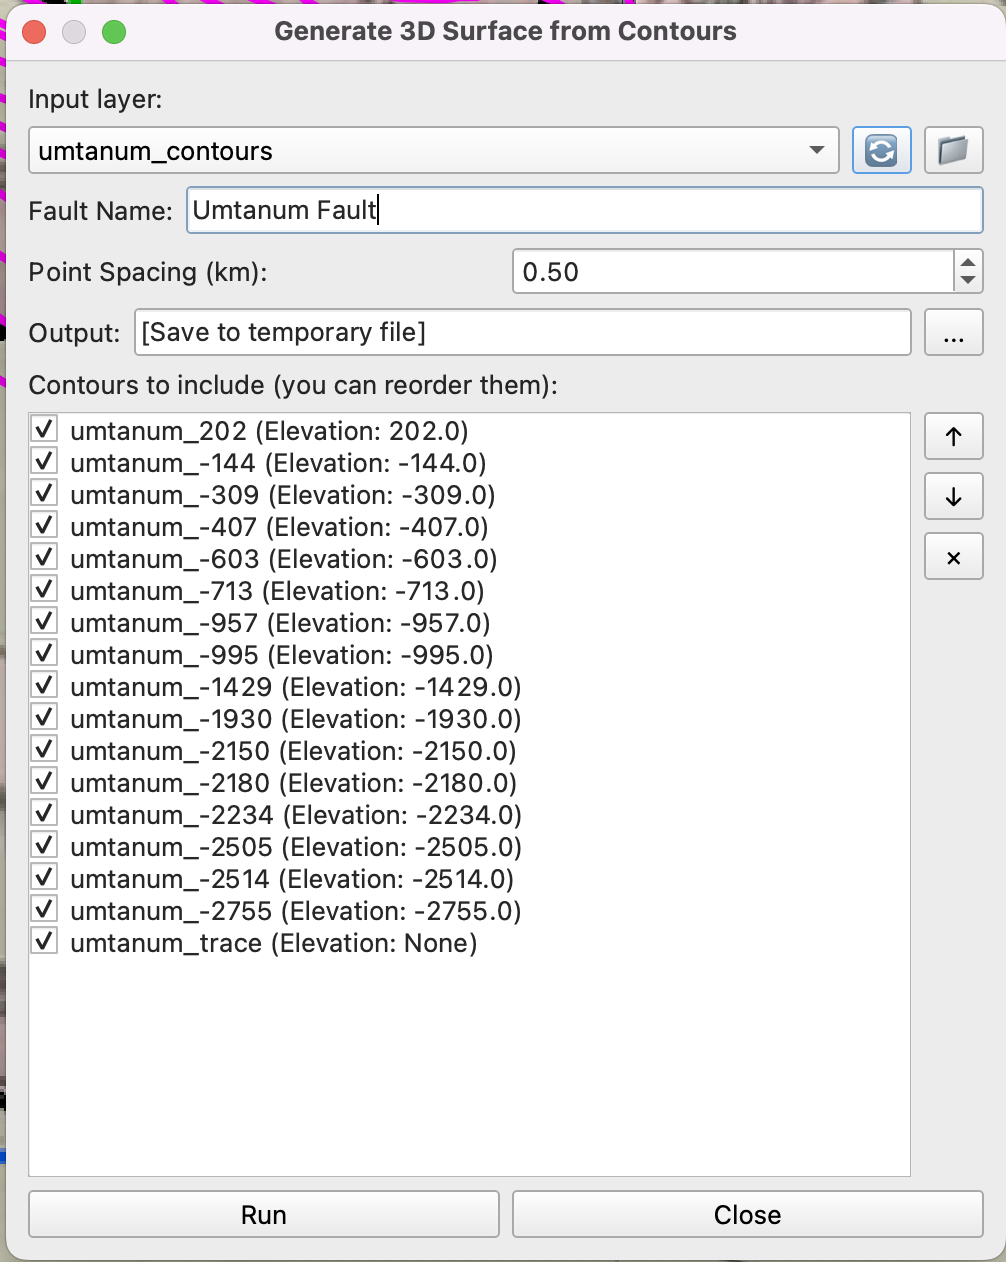 Generate 3D Surface from Contours
Input layer:
umtanum_contours
Fault Name: Umtanum Fault
Point Spacing (km): 0.50
Output: [Save to temporary file] ...
Contours to include (you can reorder them):
umtanum_202 (Elevation: 202.0)
umtanum_-144 (Elevation: -144.0)
umtanum_-309 (Elevation: -309.0)
umtanum_-407 (Elevation: -407.0)
umtanum_-603 (Elevation: -603.0)
umtanum_-713 (Elevation: -713.0)
umtanum_-957 (Elevation: -957.0)
umtanum_-995 (Elevation: -995.0)
umtanum_-1429 (Elevation: -1429.0)
umtanum_-1930 (Elevation: -1930.0)
umtanum_-2150 (Elevation: -2150.0)
umtanum_-2180 (Elevation: -2180.0)
umtanum_-2234 (Elevation: -2234.0)
umtanum_-2505 (Elevation: -2505.0)
umtanum_-2514 (Elevation: -2514.0)
umtanum_-2755 (Elevation: -2755.0)
umtanum_trace (Elevation: None)
Run Close